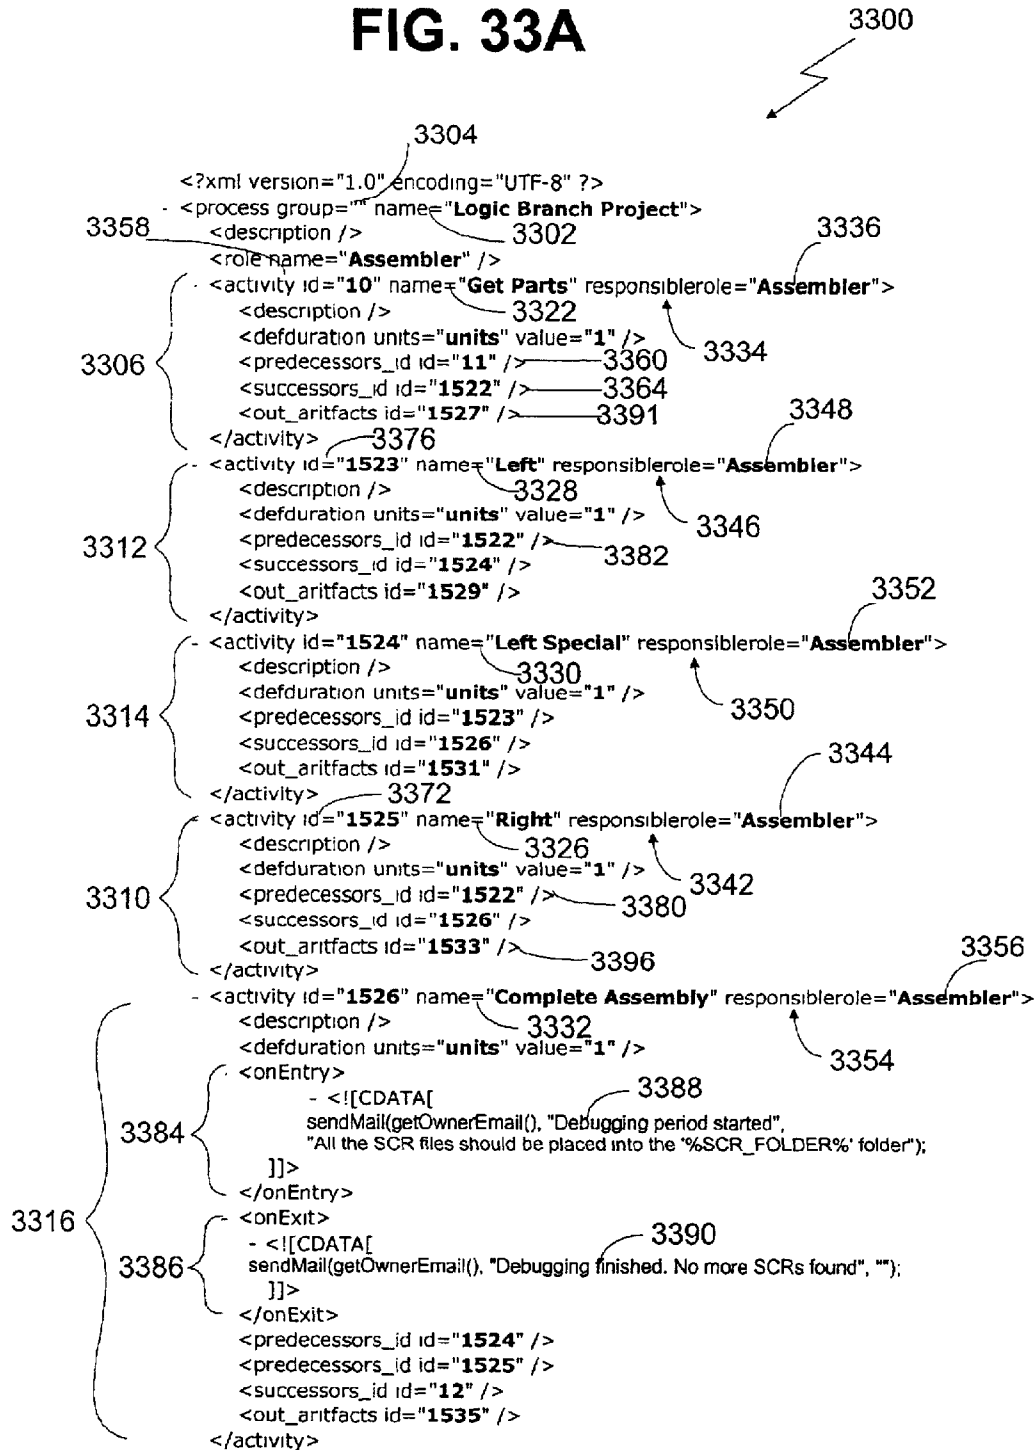 FIG. 33A
3300
3304
<?xml version="1.0" encoding="UTF-8" ?>
- <process group="" name="Logic Branch Project">
3358
<description />
3302
3336
<role name="Assembler" />
- <activity id="10" name="Get Parts" responsiblerole="Assembler">
<description />
3322
<defduration units="units" value="1" />
3334
3306
<predecessors_id id="11" />
3360
<successors_id id="1522" />
3364
<out_aritfacts id="1527" />
3391
3348
</activity>
3376
- <activity id="1523" name="Left" responsiblerole="Assembler">
<description />
3328
<defduration units="units" value="1" />
3346
3312
<predecessors_id id="1522" />
3382
<successors_id id="1524" />
<out_aritfacts id="1529" />
3352
</activity>
- <activity id="1524" name="Left Special" responsiblerole="Assembler">
<description />
3330
<defduration units="units" value="1" />
3350
3314
<predecessors_id id="1523" />
<successors_id id="1526" />
3344
<out_aritfacts id="1531" />
</activity>
3372
- <activity id="1525" name="Right" responsiblerole="Assembler">
<description />
3326
<defduration units="units" value="1" />
3342
3310
<predecessors_id id="1522" />
3380
<successors_id id="1526" />
<out_aritfacts id="1533" />
3396
3356
</activity>
- <activity id="1526" name="Complete Assembly" responsiblerole="Assembler">
<description />
3332
<defduration units="units" value="1" />
3354
- <onEntry>
- <![CDATA[
3388
3384
sendMail(getOwnerEmail(), "Debugging period started",
"All the SCR files should be placed into the '%SCR_FOLDER%' folder");
]]>
</onEntry>
3316
- <onExit>
- <![CDATA[
3390
3386
sendMail(getOwnerEmail(), "Debugging finished. No more SCRs found", "");
]]>
</onExit>
<predecessors_id id="1524" />
<predecessors_id id="1525" />
<successors_id id="12" />
<out_aritfacts id="1535" />
</activity>